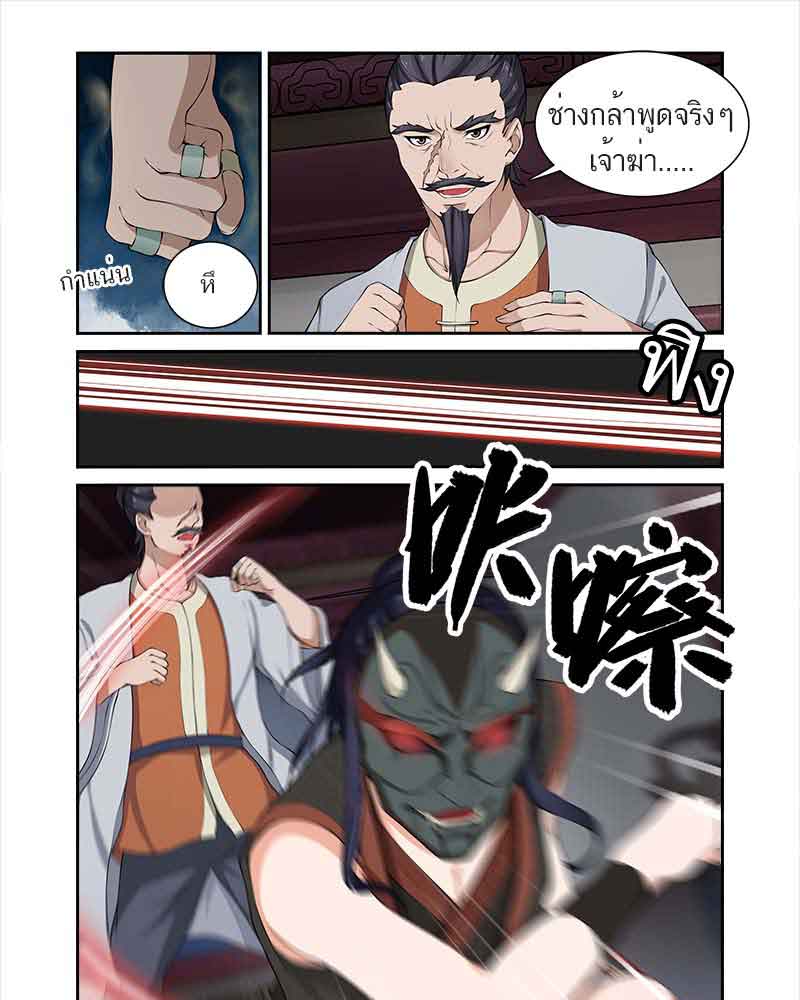 กำแน่น
หึ
ช่างกล้าพูดจริงๆ
เจ้าฆ่า.....
ฟิง
咔
嚓